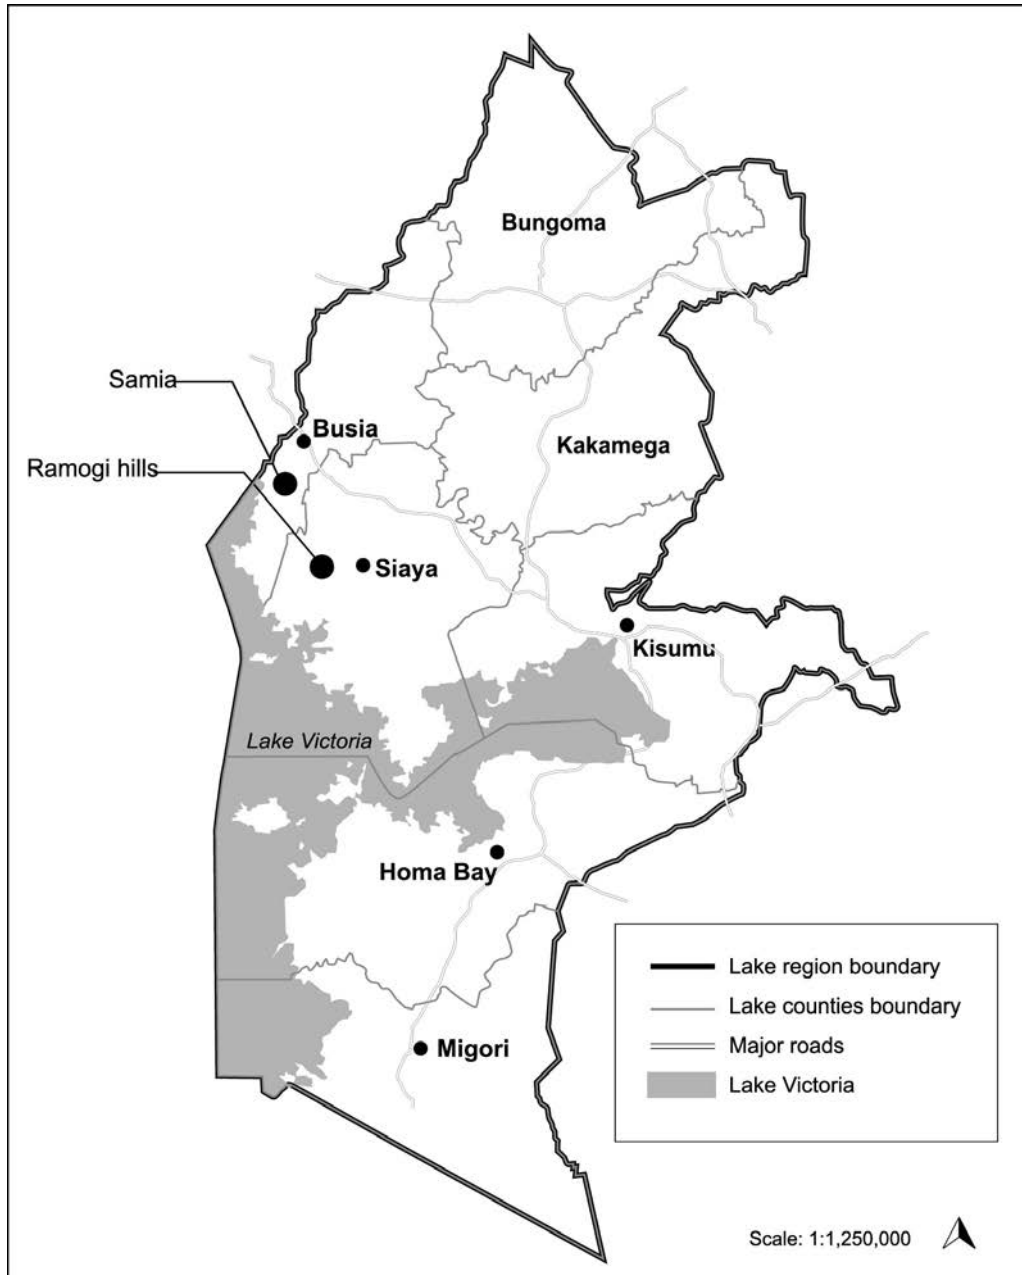 Bungoma
Samia
Busia
Kakamega
Ramogi hills
Siaya
Kisumu
Lake Victoria
Homa Bay
Migori
Lake region boundary
Lake counties boundary
Major roads
Lake Victoria
Scale: 1:1,250,000